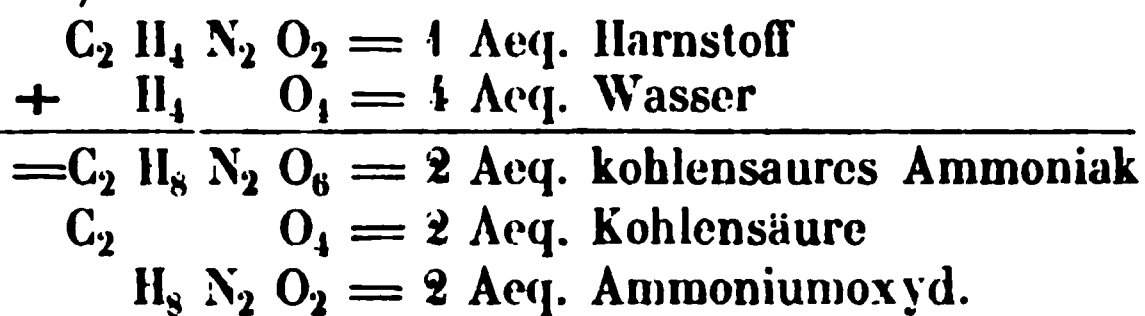 C₂ H₄ N₂ O₂ = 1 Aeq. Harnstoff
+ H₄ O₄ = 4 Aeq. Wasser
=C₂ H₈ N₂ O₆ = 2 Aeq. kohlensaures Ammoniak
C₂ O₄ = 2 Aeq. Kohlensäure
H₈ N₂ O₂ = 2 Aeq. Ammoniumoxyd.